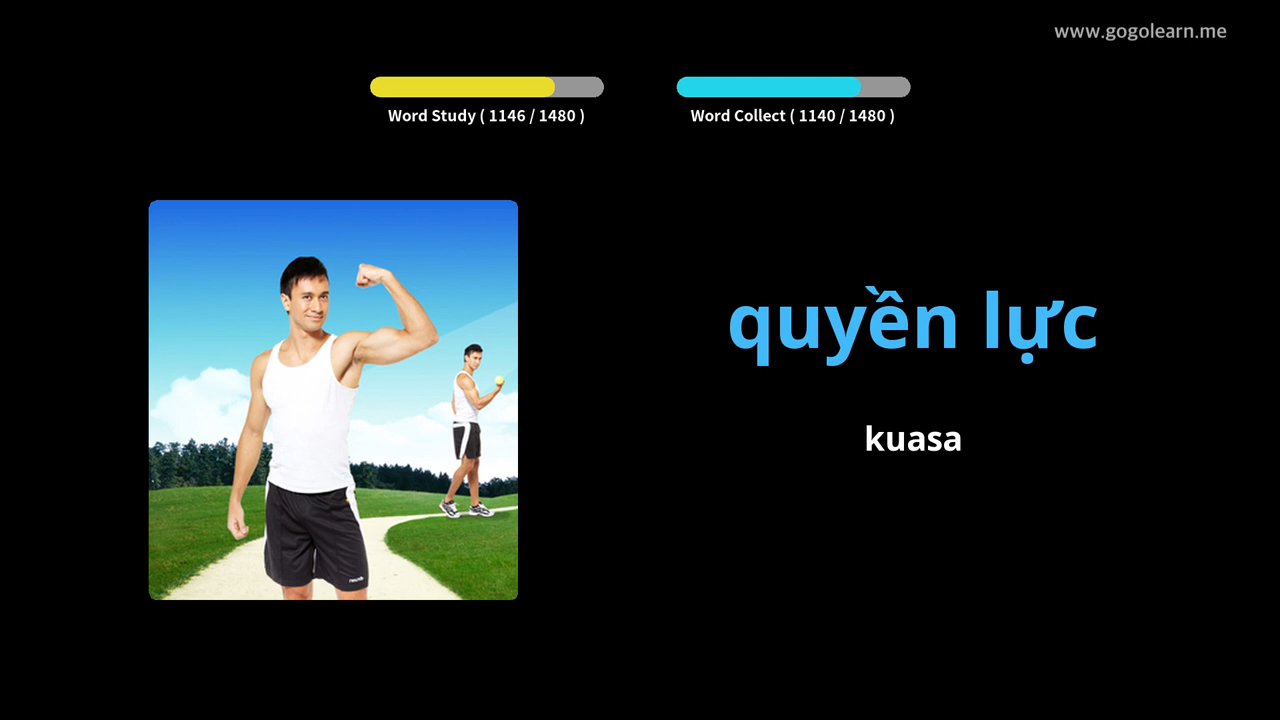 www.gogolearn.me
Word Study ( 1146 / 1480 )
Word Collect ( 1140 / 1480 )
quyền lực
kuasa